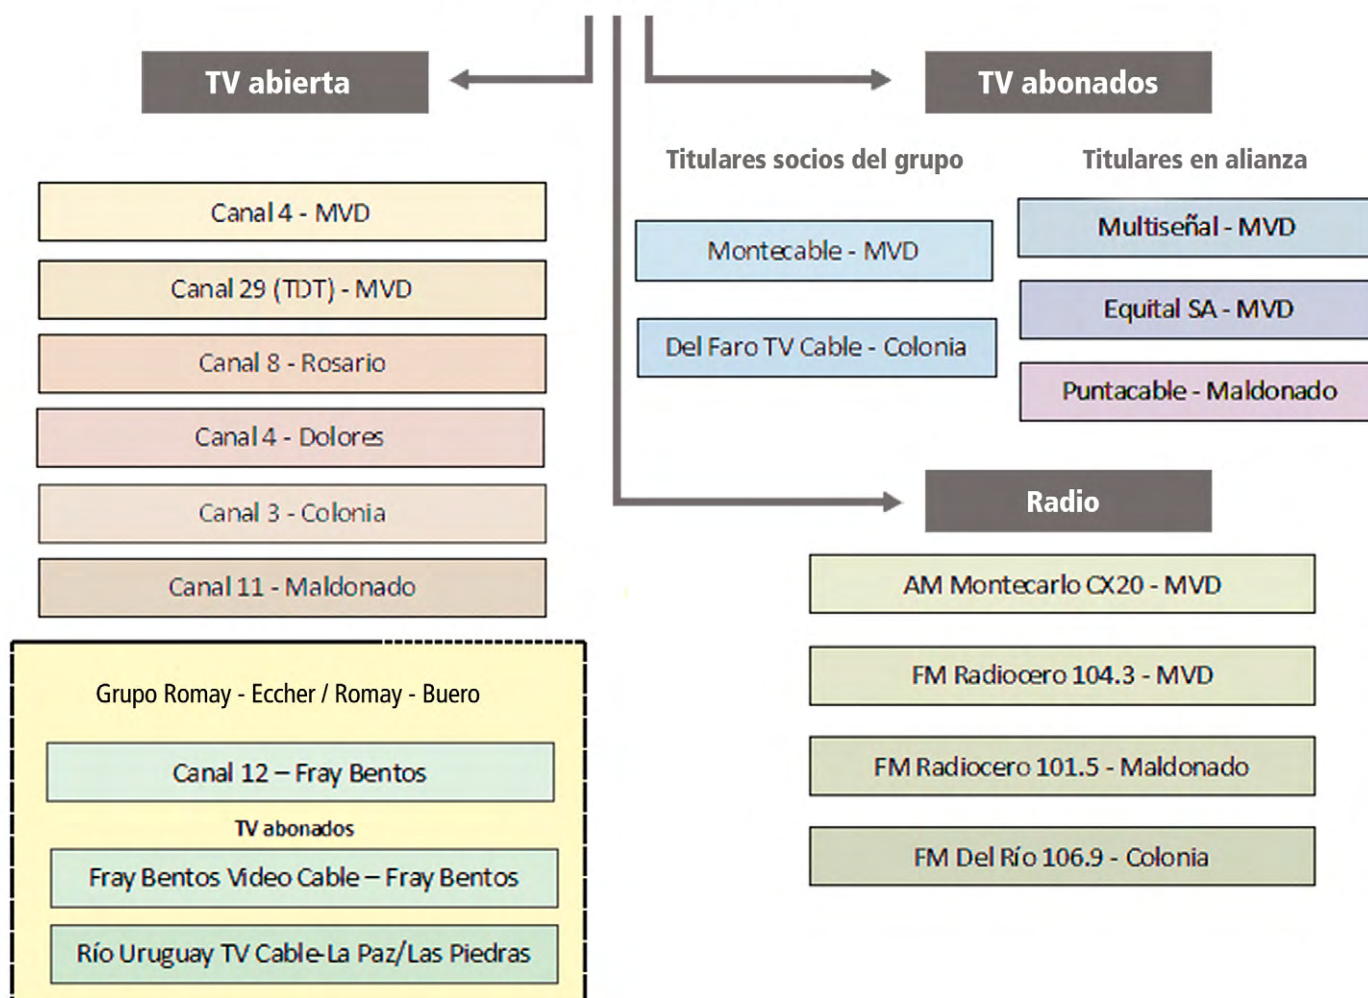 TV abierta
Canal 4 - MVD
Canal 29 (TDT) - MVD
Canal 8 - Rosario
Canal 4 - Dolores
Canal 3 - Colonia
Canal 11 - Maldonado
Grupo Romay - Eccher / Romay - Buero
Canal 12 – Fray Bentos
TV abonados
Fray Bentos Video Cable – Fray Bentos
Río Uruguay TV Cable-La Paz/Las Piedras
TV abonados
Titulares socios del grupo
Montecable - MVD
Del Faro TV Cable - Colonia
Titulares en alianza
Multiseñal - MVD
Equital SA - MVD
Puntacable - Maldonado
Radio
AM Montecarlo CX20 - MVD
FM Radiocero 104.3 - MVD
FM Radiocero 101.5 - Maldonado
FM Del Río 106.9 - Colonia